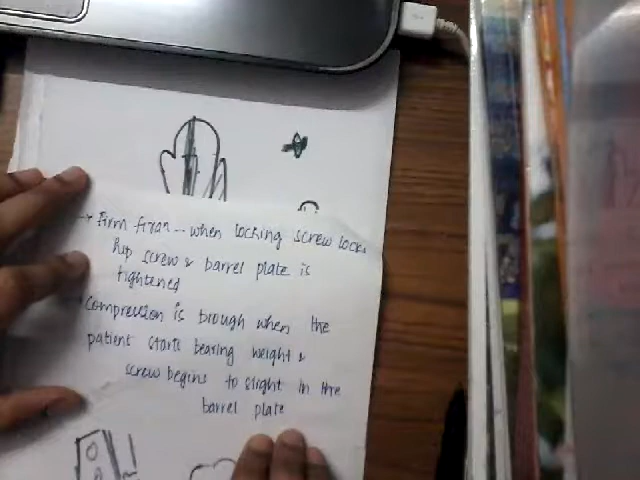 → Firm fixan -- when locking screw locks
hip screw & barrel plate is
tightened
compression is brough when the
patient starts bearing weight &
screw begins to slight in the
barrel plate